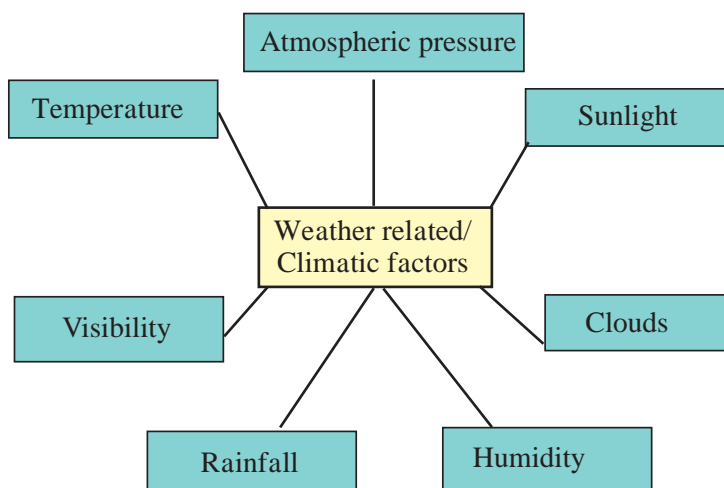 Atmospheric pressure
Temperature
Sunlight
Weather related/
Climatic factors
Visibility
Clouds
Rainfall
Humidity